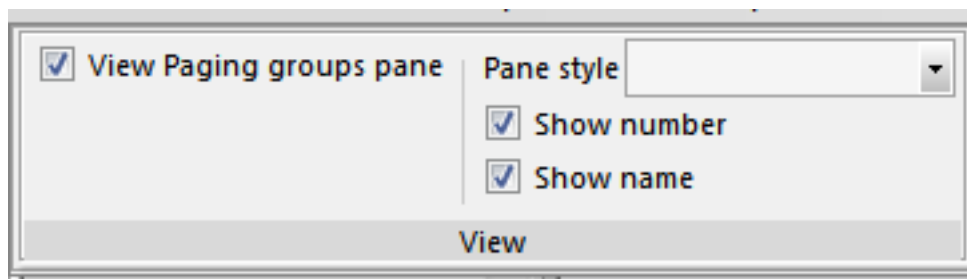 View Paging groups pane
Pane style
Show number
Show name
View